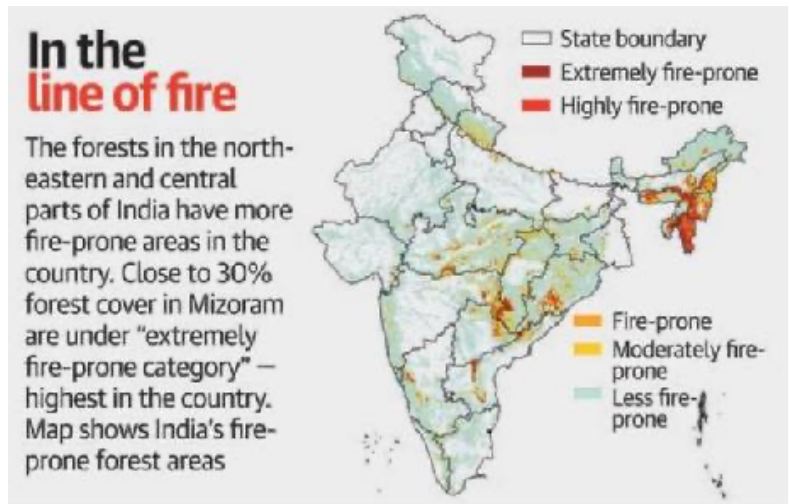 In the
line of fire
The forests in the north-
eastern and central
parts of India have more
fire-prone areas in the
country. Close to 30%
forest cover in Mizoram
are under “extremely
fire-prone category” —
highest in the country.
Map shows India's fire-
prone forest areas
State boundary
Extremely fire-prone
Highly fire-prone
Fire-prone
Moderately fire-
prone
Less fire-
prone